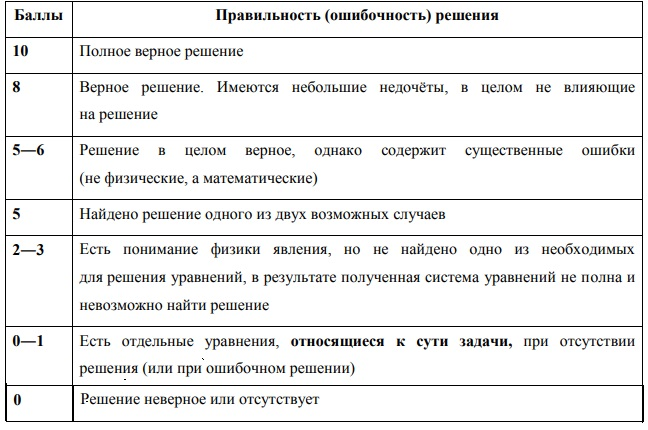 Баллы Правильность (ошибочность) решения
10 Полное верное решение
8 Верное решение. Имеются небольшие недочёты, в целом не влияющие
на решение
5—6 Решение в целом верное, однако содержит существенные ошибки
(не физические, а математические)
5 Найдено решение одного из двух возможных случаев
2—3 Есть понимание физики явления, но не найдено одно из необходимых
для решения уравнений, в результате полученная система уравнений не полна и
невозможно найти решение
0—1 Есть отдельные уравнения, относящиеся к сути задачи, при отсутствии
решения (или при ошибочном решении)
0 Решение неверное или отсутствует